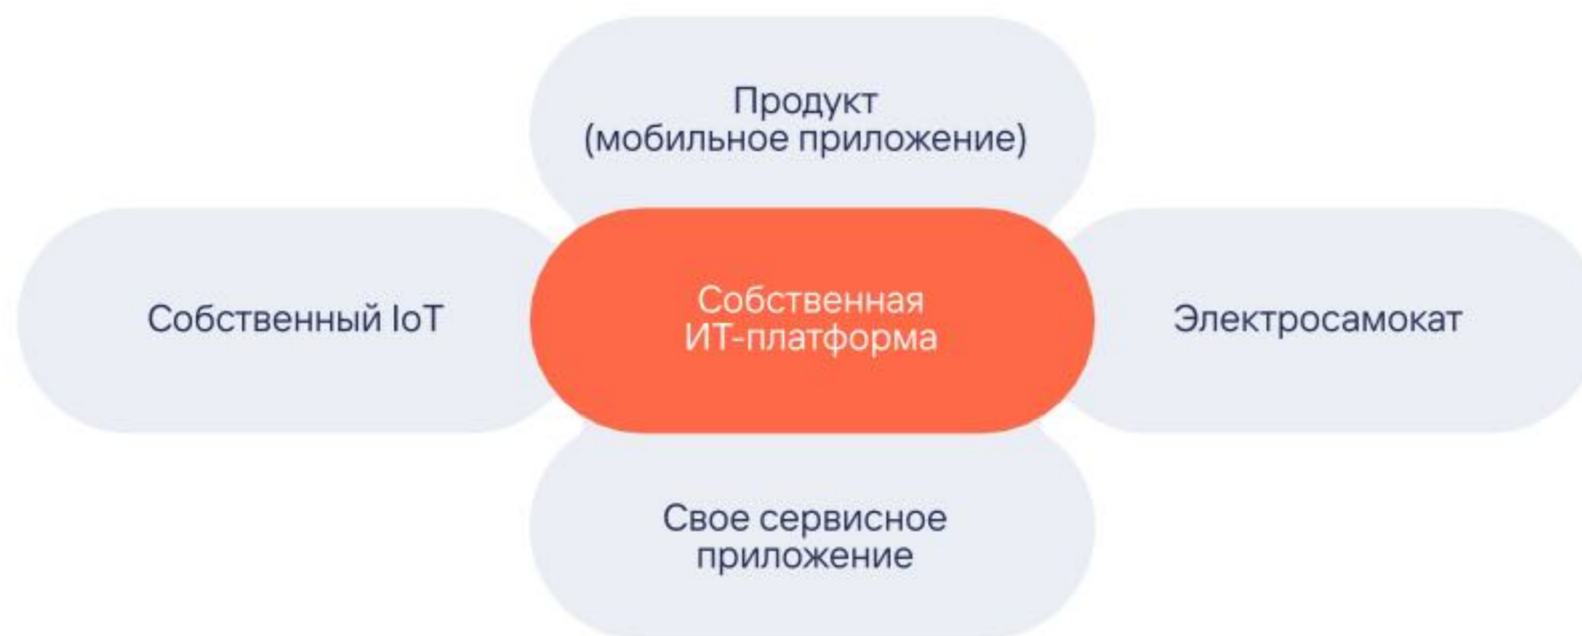 Продукт
(мобильное приложение)
Собственный IoT
Собственная
ИТ-платформа
Электросамокат
Свое сервисное
приложение